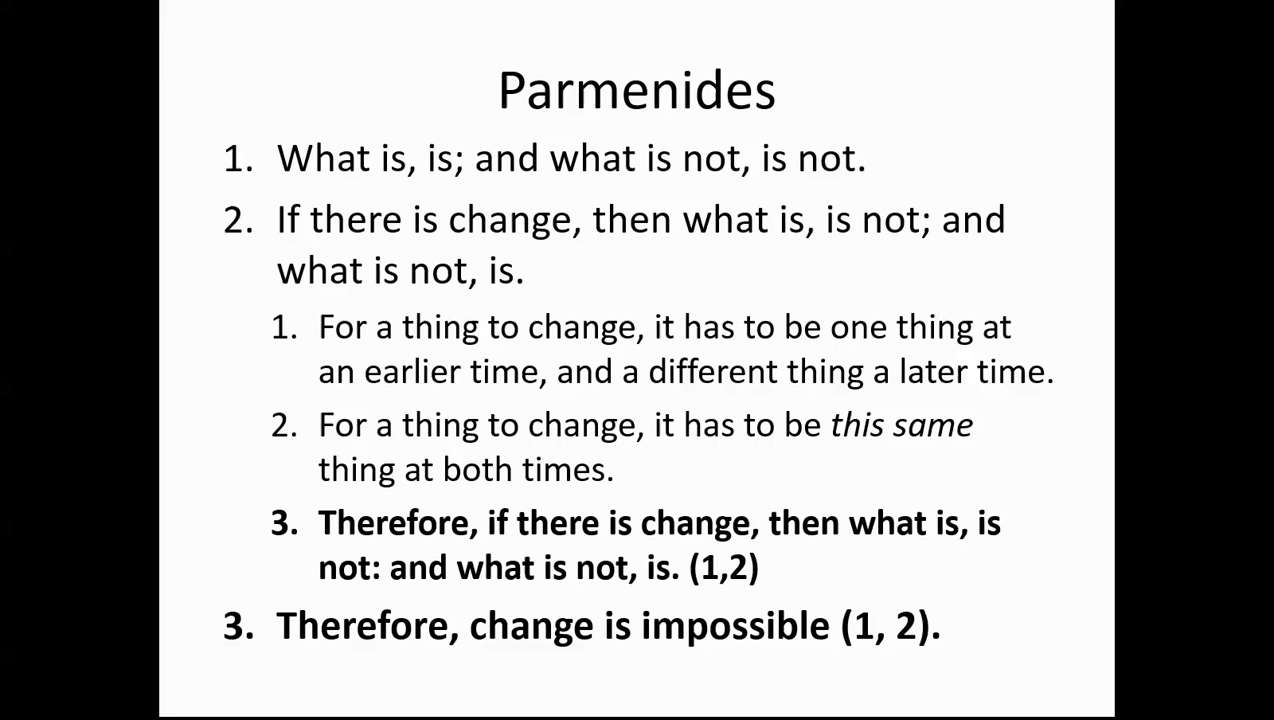 Parmenides
1. What is, is; and what is not, is not.
2. If there is change, then what is, is not; and
what is not, is.
1. For a thing to change, it has to be one thing at
an earlier time, and a different thing a later time.
2. For a thing to change, it has to be this same
thing at both times.
3. Therefore, if there is change, then what is, is
not: and what is not, is. (1,2)
3. Therefore, change is impossible (1, 2).